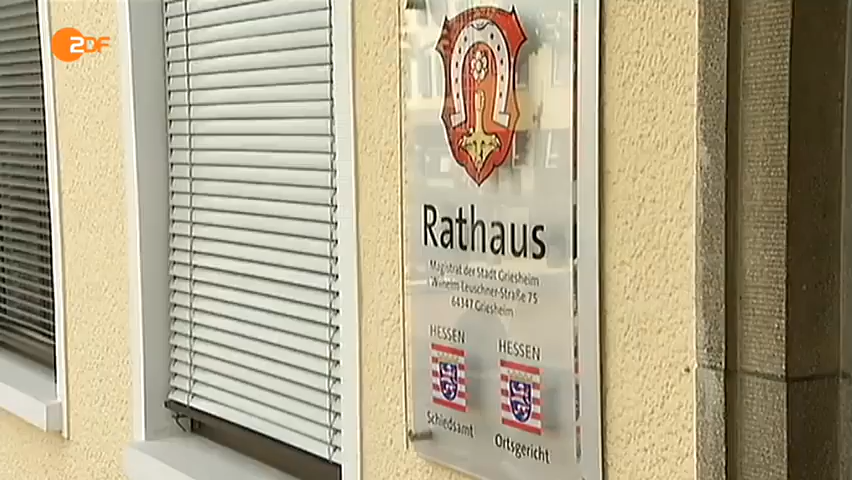 ZDF
Rathaus
Magistrat der Stadt Griesheim
Wilhelm-Leuschner-Straße 75
64347 Griesheim
HESSEN
Schiedsamt
HESSEN
Ortsgericht